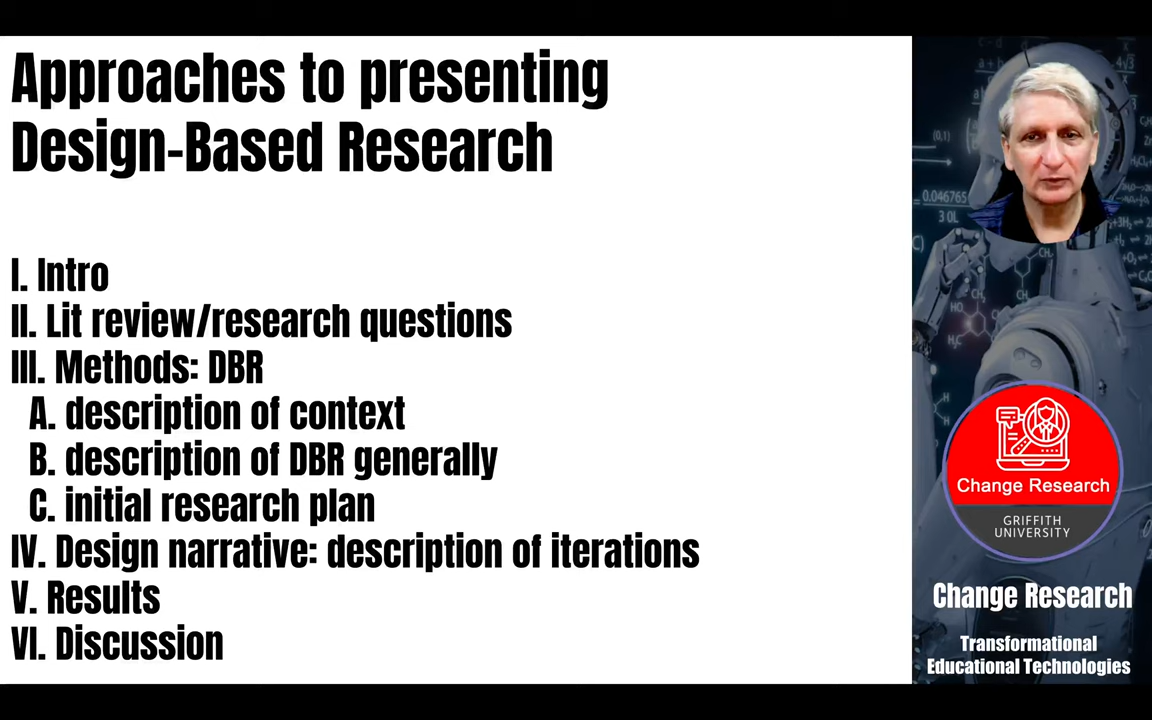 Approaches to presenting
Design-Based Research
I. Intro
II. Lit review/research questions
III. Methods: DBR
A. description of context
B. description of DBR generally
C. initial research plan
IV. Design narrative: description of iterations
V. Results
VI. Discussion
Change Research
GRIFFITH
UNIVERSITY
Change Research
Transformational
Educational Technologies